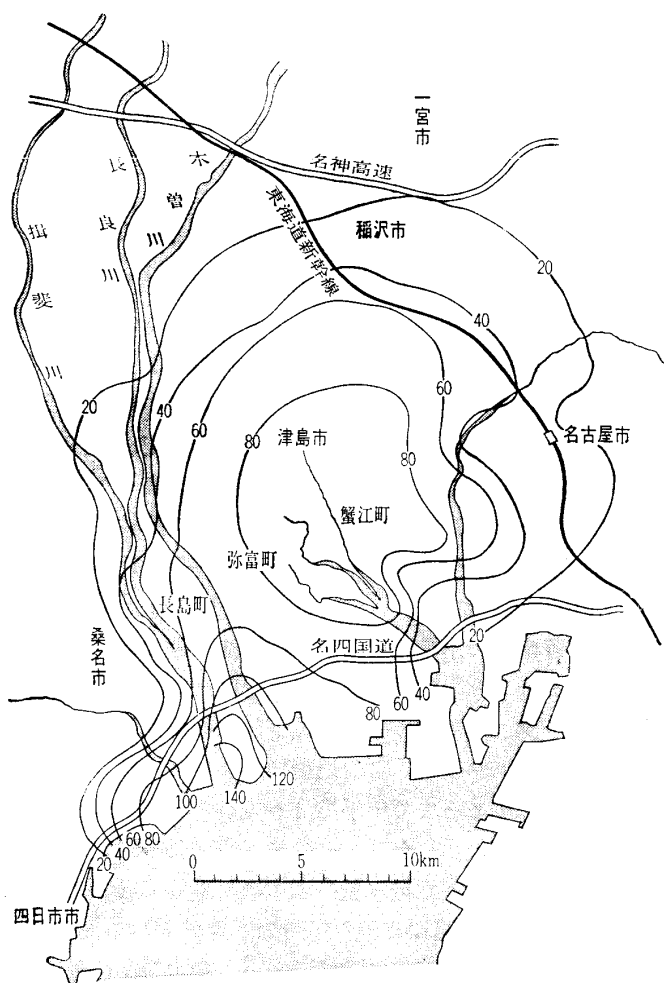 一宮市
名神高速
木曽川
長良川
揖斐川
東海道新幹線
稲沢市
20
40
60
80
20
40
60
80
津島市
名古屋市
蟹江町
弥富町
長島町
桑名市
名四国道
20
40
60
80
100
140
120
20
40
60
80
0 5 10km
四日市市